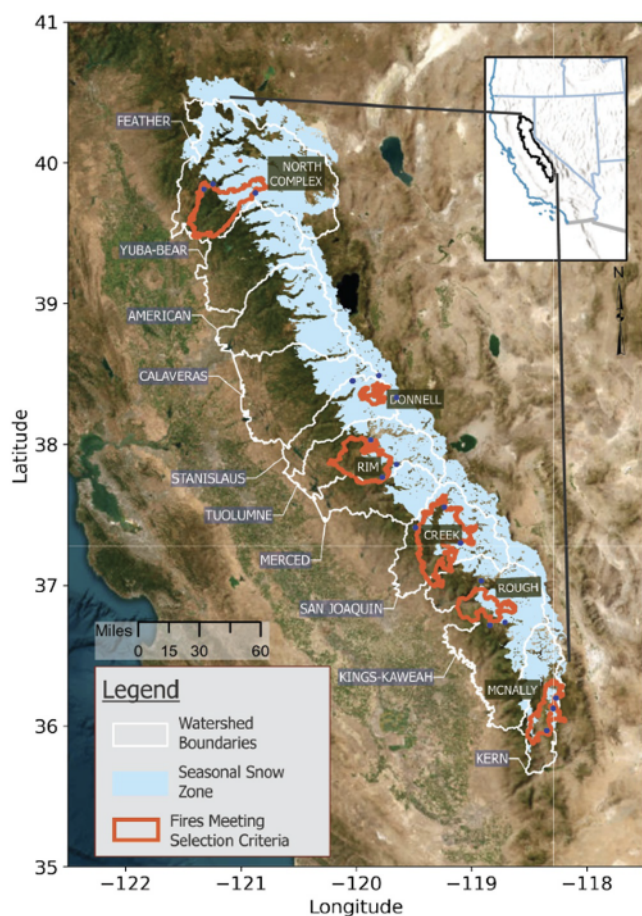 41
40
39
38
37
36
35
Latitude
−122
−121
−120
−119
−118
Longitude
FEATHER
NORTH
COMPLEX
YUBA-BEAR
AMERICAN
CALAVERAS
DONNELL
STANISLAUS
RIM
TUOLUMNE
MERCED
CREEK
SAN JOAQUIN
ROUGH
KINGS-KAWEAH
MCNALLY
KERN
N
Miles
0 15 30 60
Legend
Watershed
Boundaries
Seasonal Snow
Zone
Fires Meeting
Selection Criteria